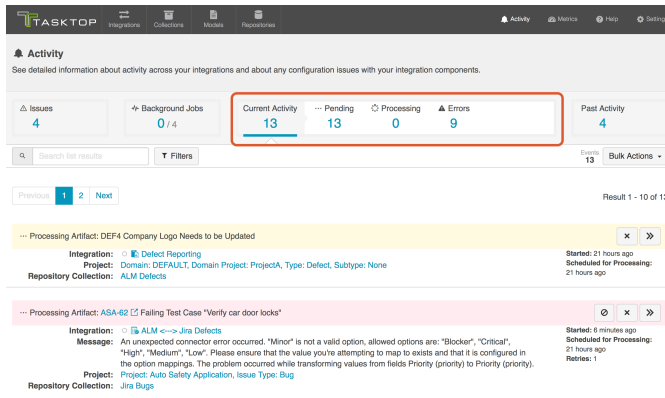 TASKTOP
Integrations Collections Models Repositories
Activity Metrics Help Setting
Activity
See detailed information about activity across your integrations and about any configuration issues with your integration components.
Issues
4
Background Jobs
0 / 4
Current Activity
13
Pending
13
Processing
0
Errors
9
Past Activity
4
Search list results
Filters
Events
13
Bulk Actions
Previous 1 2 Next
Result 1 - 10 of 13
··· Processing Artifact: DEF4 Company Logo Needs to be Updated
Integration: Defect Reporting
Project: Domain: DEFAULT, Domain Project: ProjectA, Type: Defect, Subtype: None
Repository Collection: ALM Defects
Started: 21 hours ago
Scheduled for Processing:
21 hours ago
··· Processing Artifact: ASA-62 Failing Test Case "Verify car door locks"
Integration: ALM <---> Jira Defects
Message: An unexpected connector error occurred. "Minor" is not a valid option, allowed options are: "Blocker", "Critical",
"High", "Medium", "Low". Please ensure that the value you're attempting to map to exists and that it is configured in
the option mappings. The problem occurred while transforming values from fields Priority (priority) to Priority (priority).
Project: Project: Auto Safety Application, Issue Type: Bug
Repository Collection: Jira Bugs
Started: 6 minutes ago
Scheduled for Processing:
21 hours ago
Retries: 1